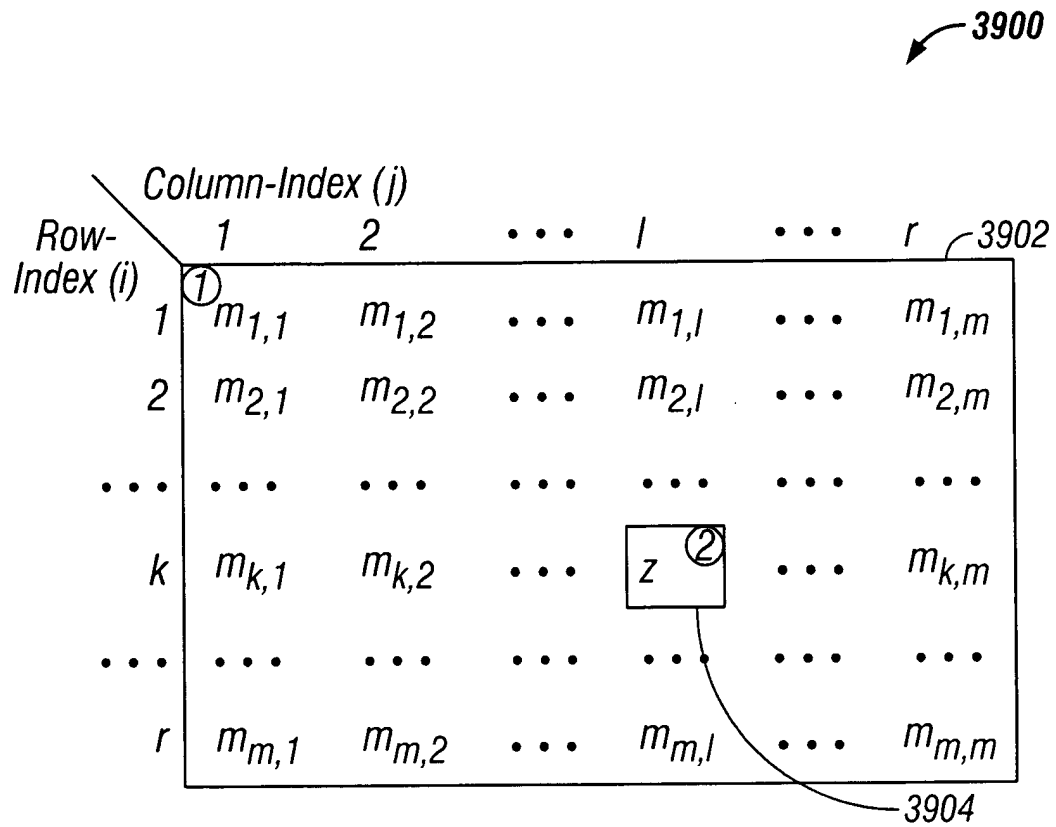 3900
Column-Index (j)
Row-
Index (i)
1 2 ••• l ••• r 3902
①
1 m1,1 m1,2 ••• m1,l ••• m1,m
2 m2,1 m2,2 ••• m2,l ••• m2,m
••• ••• ••• ••• ••• ••• •••
k mk,1 mk,2 ••• z ② ••• mk,m
••• ••• ••• ••• ••• ••• •••
r mm,1 mm,2 ••• mm,l ••• mm,m
3904